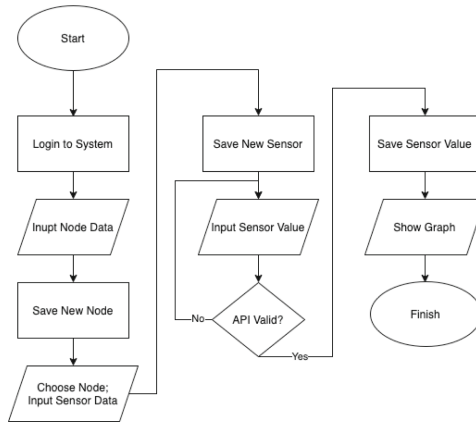 Start
Login to System
Inupt Node Data
Save New Node
Choose Node;
Input Sensor Data
Save New Sensor
Input Sensor Value
API Valid?
No
Yes
Save Sensor Value
Show Graph
Finish